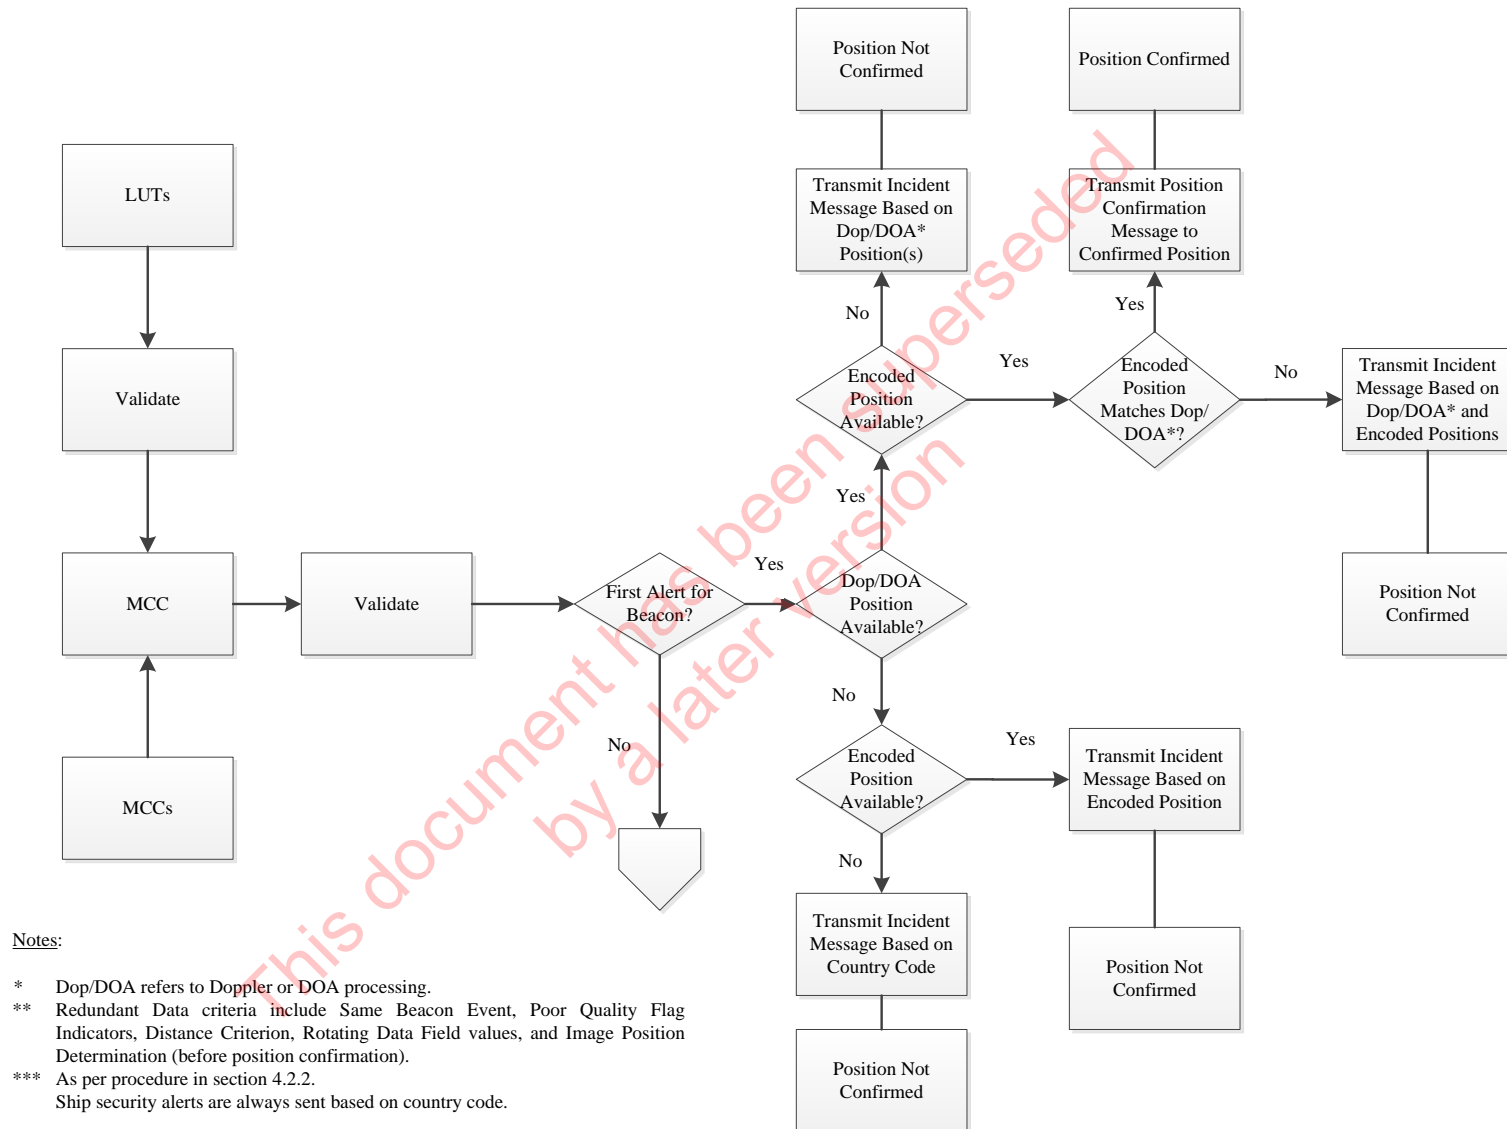 Position Not
Confirmed
Position Confirmed
LUTs
Transmit Incident
Message Based on
Dop/DOA*
Position(s)
Transmit Position
Confirmation
Message to
Confirmed Position
No
Yes
Validate
Encoded
Position
Available?
Yes
Encoded
Position
Matches Dop/
DOA*?
No
Transmit Incident
Message Based on
Dop/DOA* and
Encoded Positions
Yes
MCC
Validate
First Alert for
Beacon?
Yes
Dop/DOA
Position
Available?
Position Not
Confirmed
No
No
MCCs
Encoded
Position
Available?
Yes
Transmit Incident
Message Based on
Encoded Position
No
Transmit Incident
Message Based on
Country Code
Position Not
Confirmed
Position Not
Confirmed
Notes:
* Dop/DOA refers to Doppler or DOA processing.
** Redundant Data criteria include Same Beacon Event, Poor Quality Flag
Indicators, Distance Criterion, Rotating Data Field values, and Image Position
Determination (before position confirmation).
*** As per procedure in section 4.2.2.
Ship security alerts are always sent based on country code.
This document has been superseded
by a later version